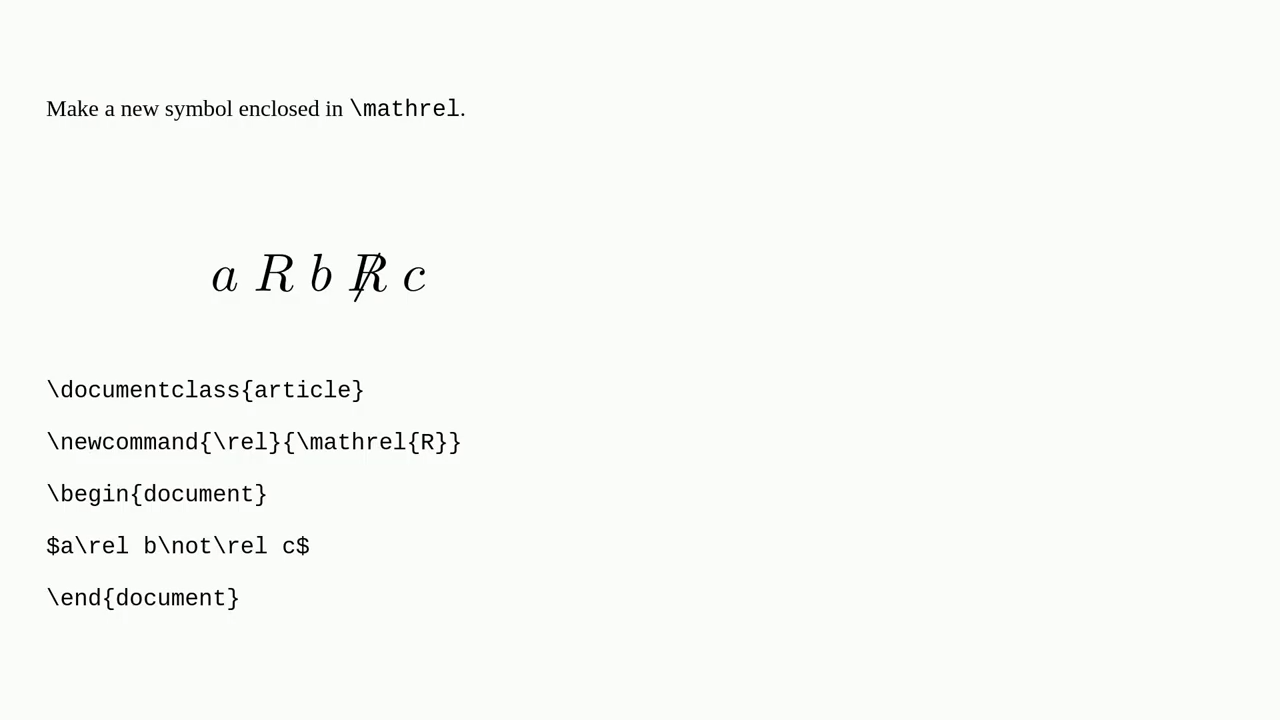 Make a new symbol enclosed in \mathrel.
a R b R̸ c
\documentclass{article}
\newcommand{\rel}{\mathrel{R}}
\begin{document}
$a\rel b\not\rel c$
\end{document}